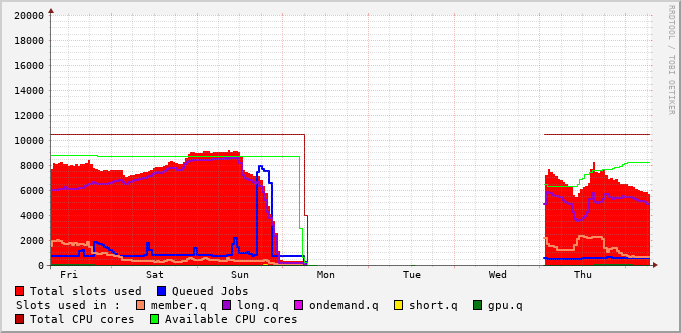 20000
18000
16000
14000
12000
10000
8000
6000
4000
2000
0
Fri Sat Sun Mon Tue Wed Thu
Total slots used Queued Jobs
Slots used in : member.q long.q ondemand.q short.q gpu.q
Total CPU cores Available CPU cores
RRDTOOL / TOBI OETIKER